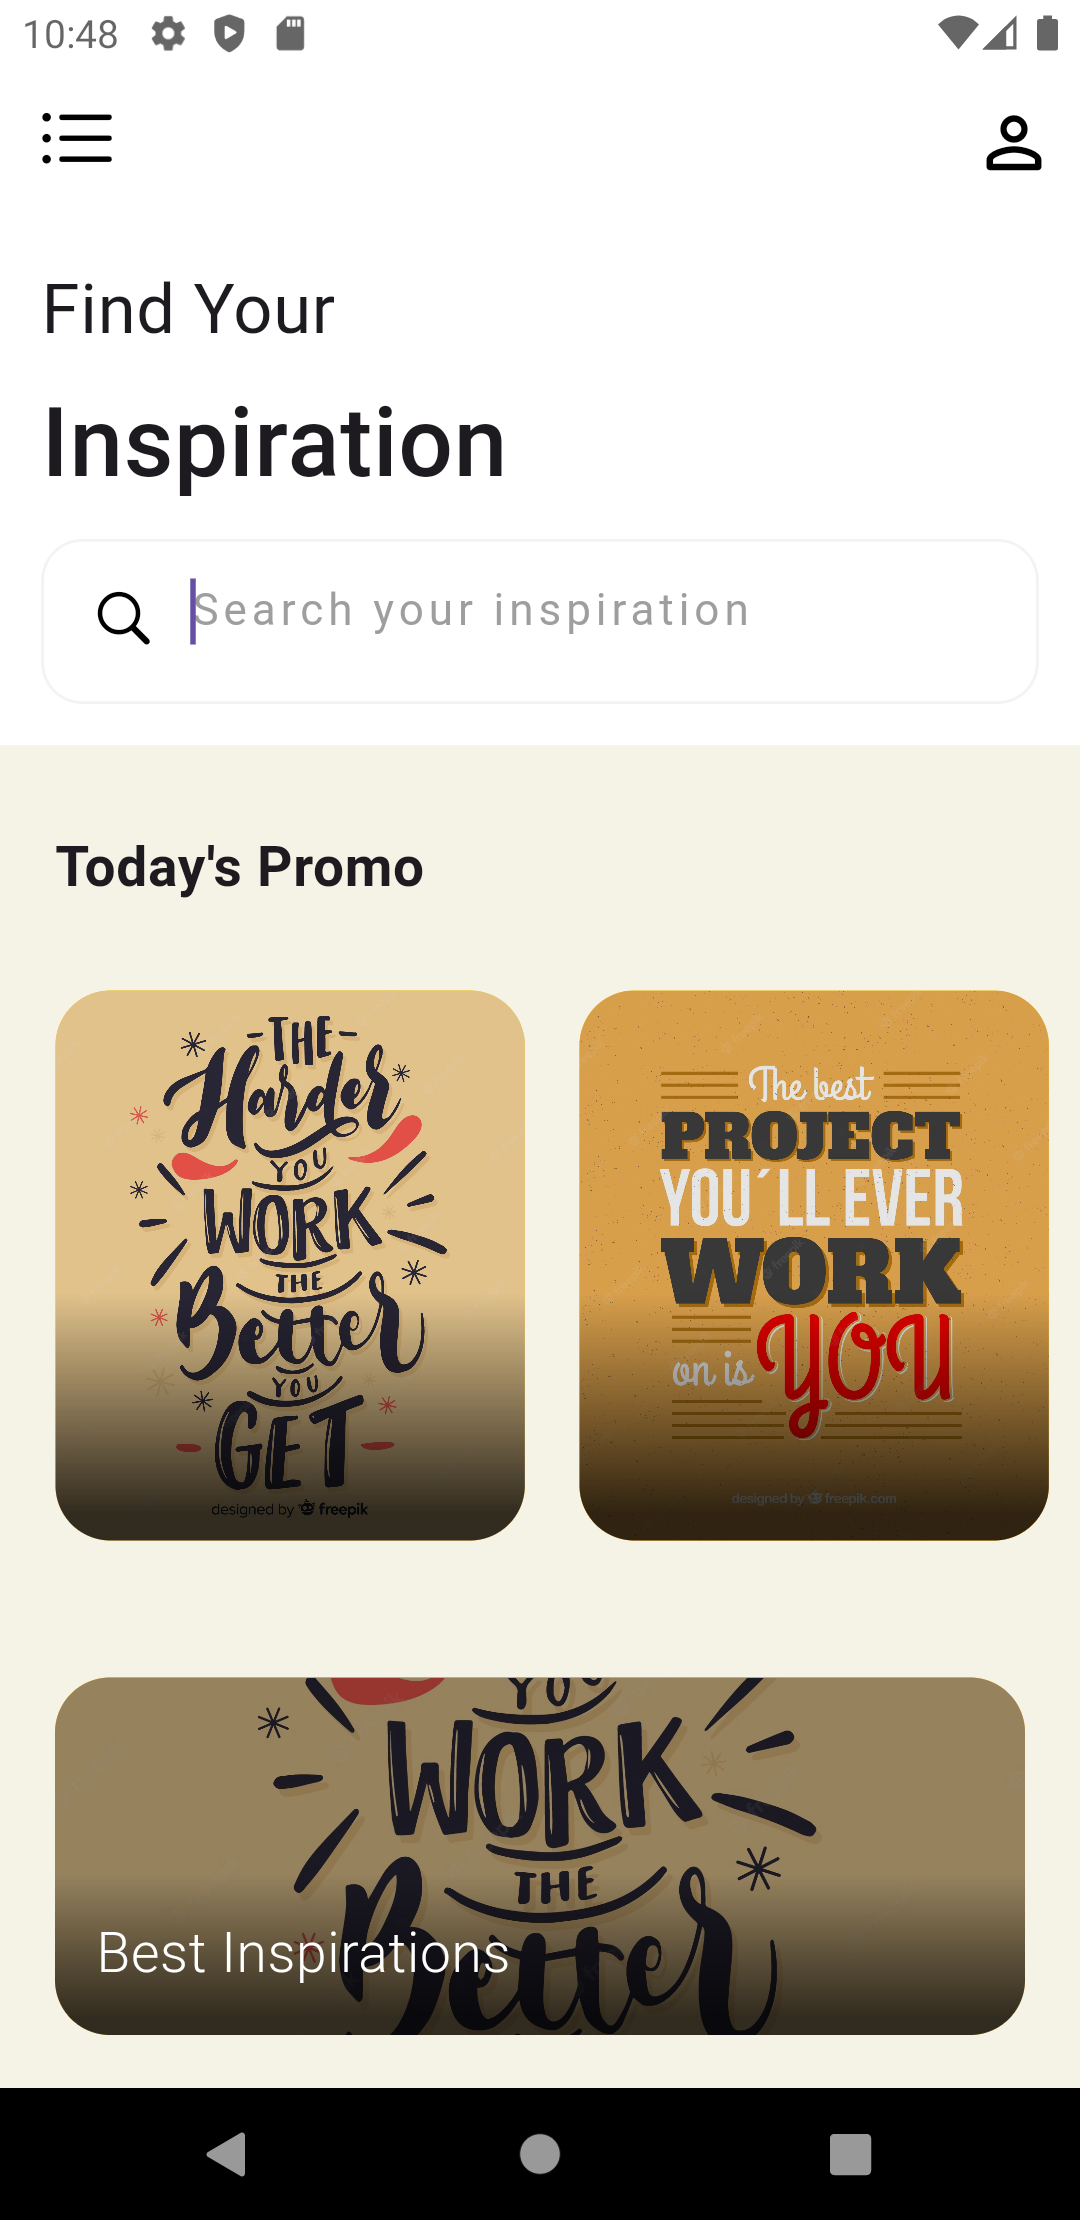 10:48
Find Your
Inspiration
Search your inspiration
Today's Promo
-THE-
Harder
YOU
WORK
THE
Better
YOU
GET
designed by freepik
The best
PROJECT
YOU´LL EVER
WORK
on is YOU
designed by freepik.com
YOU
WORK
THE
Better
Best Inspirations